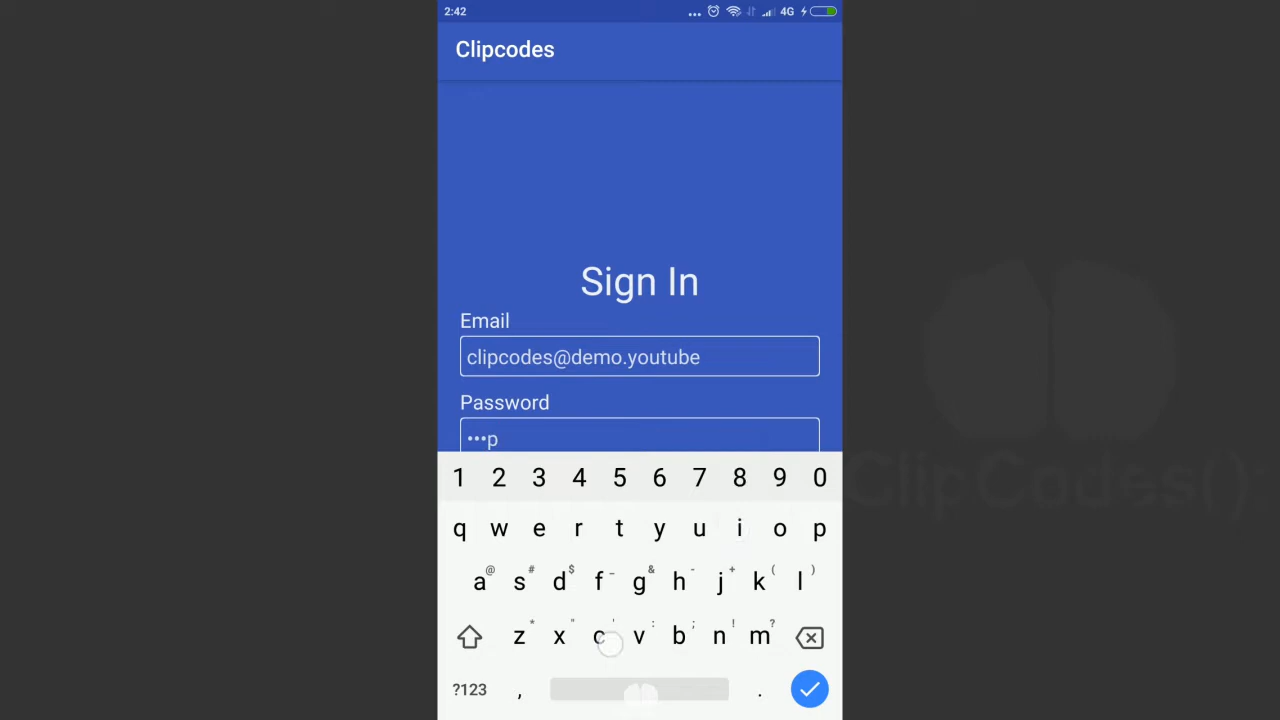 2:42
4G
Clipcodes
Sign In
Email
clipcodes@demo.youtube
Password
•••p
1 2 3 4 5 6 7 8 9 0
q w e r t y u i o p
@ # $ _ & - + ( )
a s d f g h j k l
* " ' : ; ! ?
z x c v b n m
?123 , .
ClipCodes();